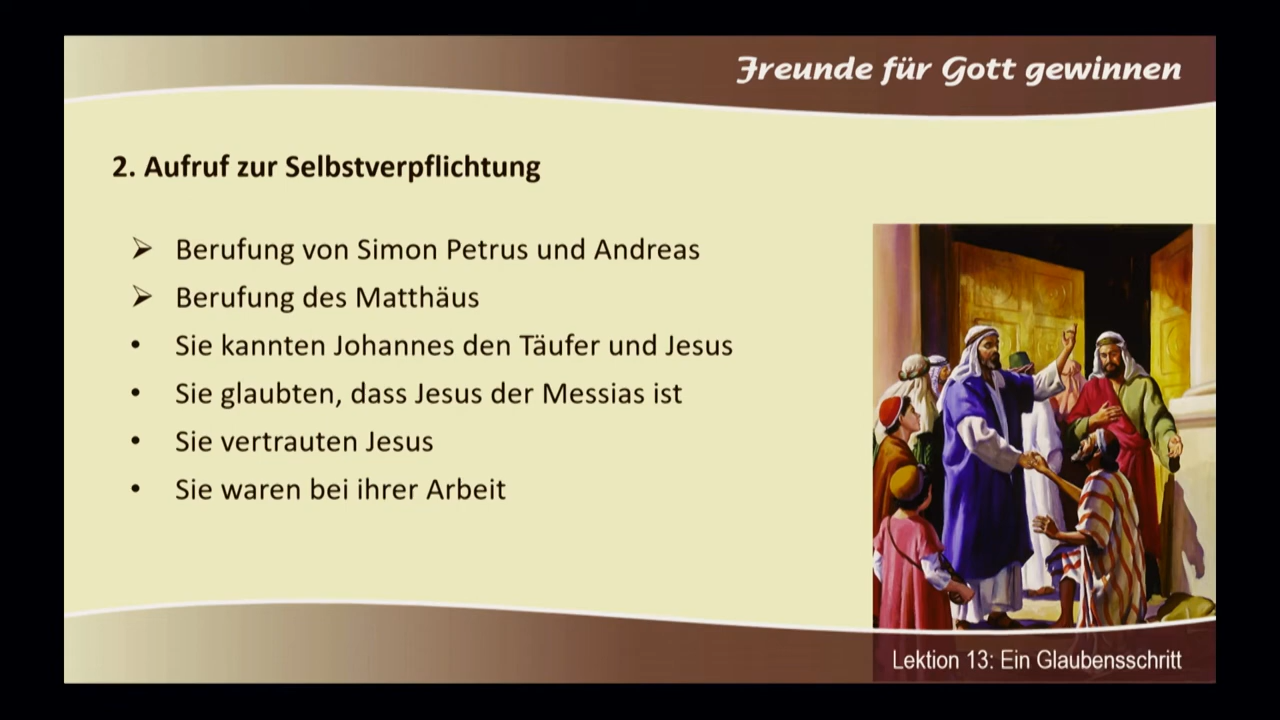 Freunde für Gott gewinnen
2. Aufruf zur Selbstverpflichtung
➢ Berufung von Simon Petrus und Andreas
➢ Berufung des Matthäus
• Sie kannten Johannes den Täufer und Jesus
• Sie glaubten, dass Jesus der Messias ist
• Sie vertrauten Jesus
• Sie waren bei ihrer Arbeit
Lektion 13: Ein Glaubensschritt